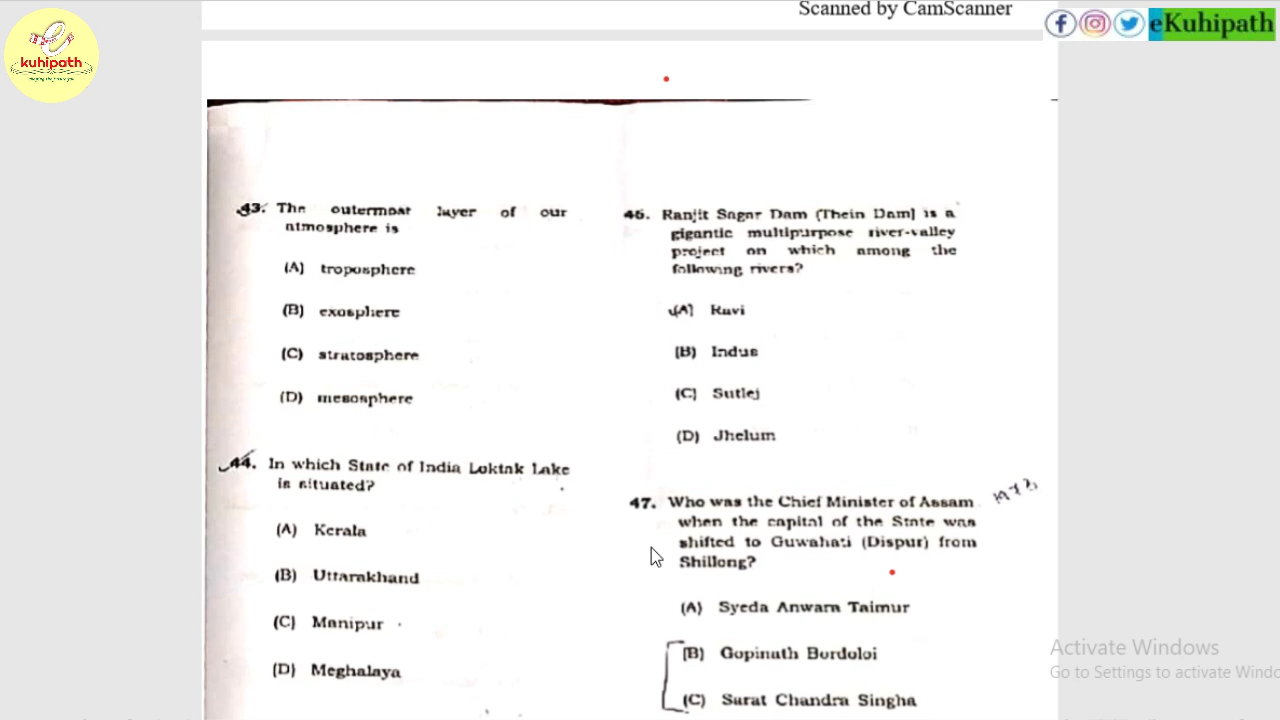 Scanned by CamScanner
eKuhipath
kuhipath
43. The outermost layer of our
atmosphere is
(A) troposphere
(B) exosphere
(C) stratosphere
(D) mesosphere
44. In which State of India Loktak Lake
is situated?
(A) Kerala
(B) Uttarakhand
(C) Manipur
(D) Meghalaya
46. Ranjit Sagar Dam (Thein Dam) is a
gigantic multipurpose river-valley
project on which among the
following rivers?
(A) Ravi
(B) Indus
(C) Sutlej
(D) Jhelum
1973
47. Who was the Chief Minister of Assam
when the capital of the State was
shifted to Guwahati (Dispur) from
Shillong?
(A) Syeda Anwara Taimur
(B) Gopinath Bordoloi
(C) Sarat Chandra Singha
Activate Windows
Go to Settings to activate Windo